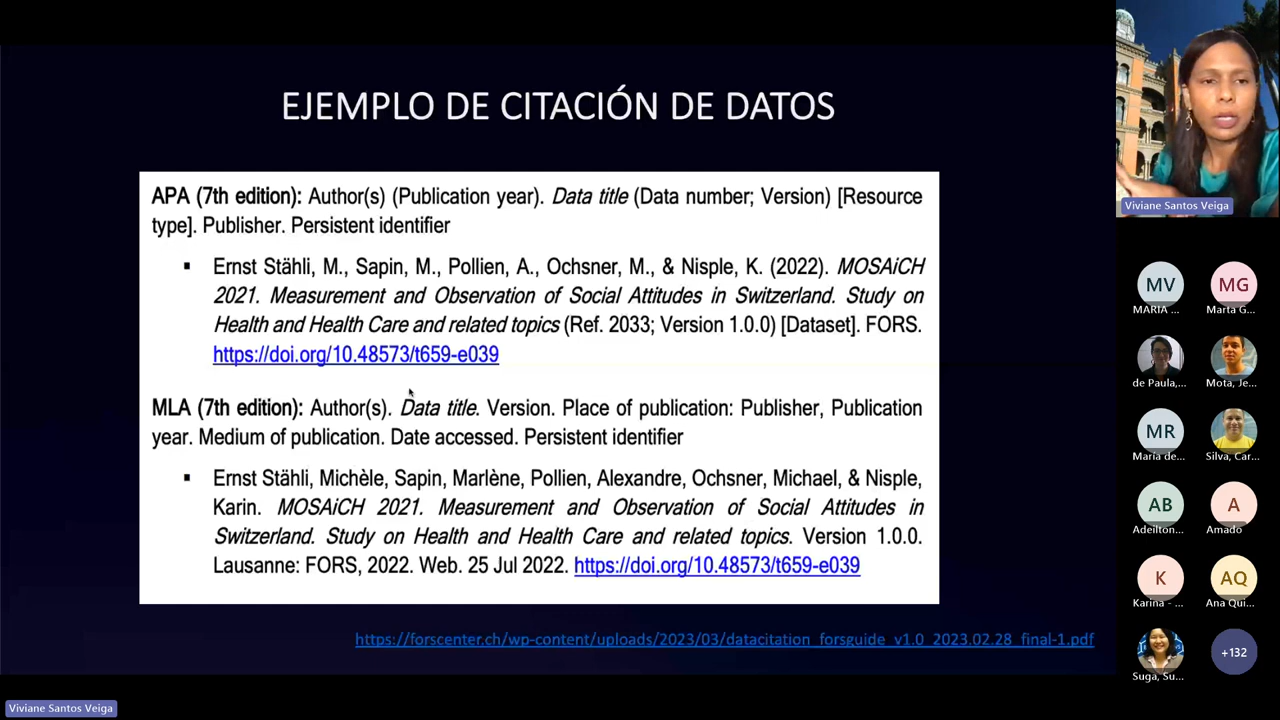 EJEMPLO DE CITACIÓN DE DATOS
APA (7th edition): Author(s) (Publication year). Data title (Data number; Version) [Resource
type]. Publisher. Persistent identifier
▪ Ernst Stähli, M., Sapin, M., Pollien, A., Ochsner, M., & Nisple, K. (2022). MOSAiCH
2021. Measurement and Observation of Social Attitudes in Switzerland. Study on
Health and Health Care and related topics (Ref. 2033; Version 1.0.0) [Dataset]. FORS.
https://doi.org/10.48573/t659-e039
MLA (7th edition): Author(s). Data title. Version. Place of publication: Publisher, Publication
year. Medium of publication. Date accessed. Persistent identifier
▪ Ernst Stähli, Michèle, Sapin, Marlène, Pollien, Alexandre, Ochsner, Michael, & Nisple,
Karin. MOSAiCH 2021. Measurement and Observation of Social Attitudes in
Switzerland. Study on Health and Health Care and related topics. Version 1.0.0.
Lausanne: FORS, 2022. Web. 25 Jul 2022. https://doi.org/10.48573/t659-e039
https://forscenter.ch/wp-content/uploads/2023/03/datacitation_forsguide_v1.0_2023.02.28_final-1.pdf
Viviane Santos Veiga
Viviane Santos Veiga
MV MG
MARIA ... Marta G...
de Paula,... Mota, Je...
MR
María de... Silva, Car...
AB A
Adeilton... Amado
K AQ
Karina - ... Ana Qui...
+132
Suga, Su...